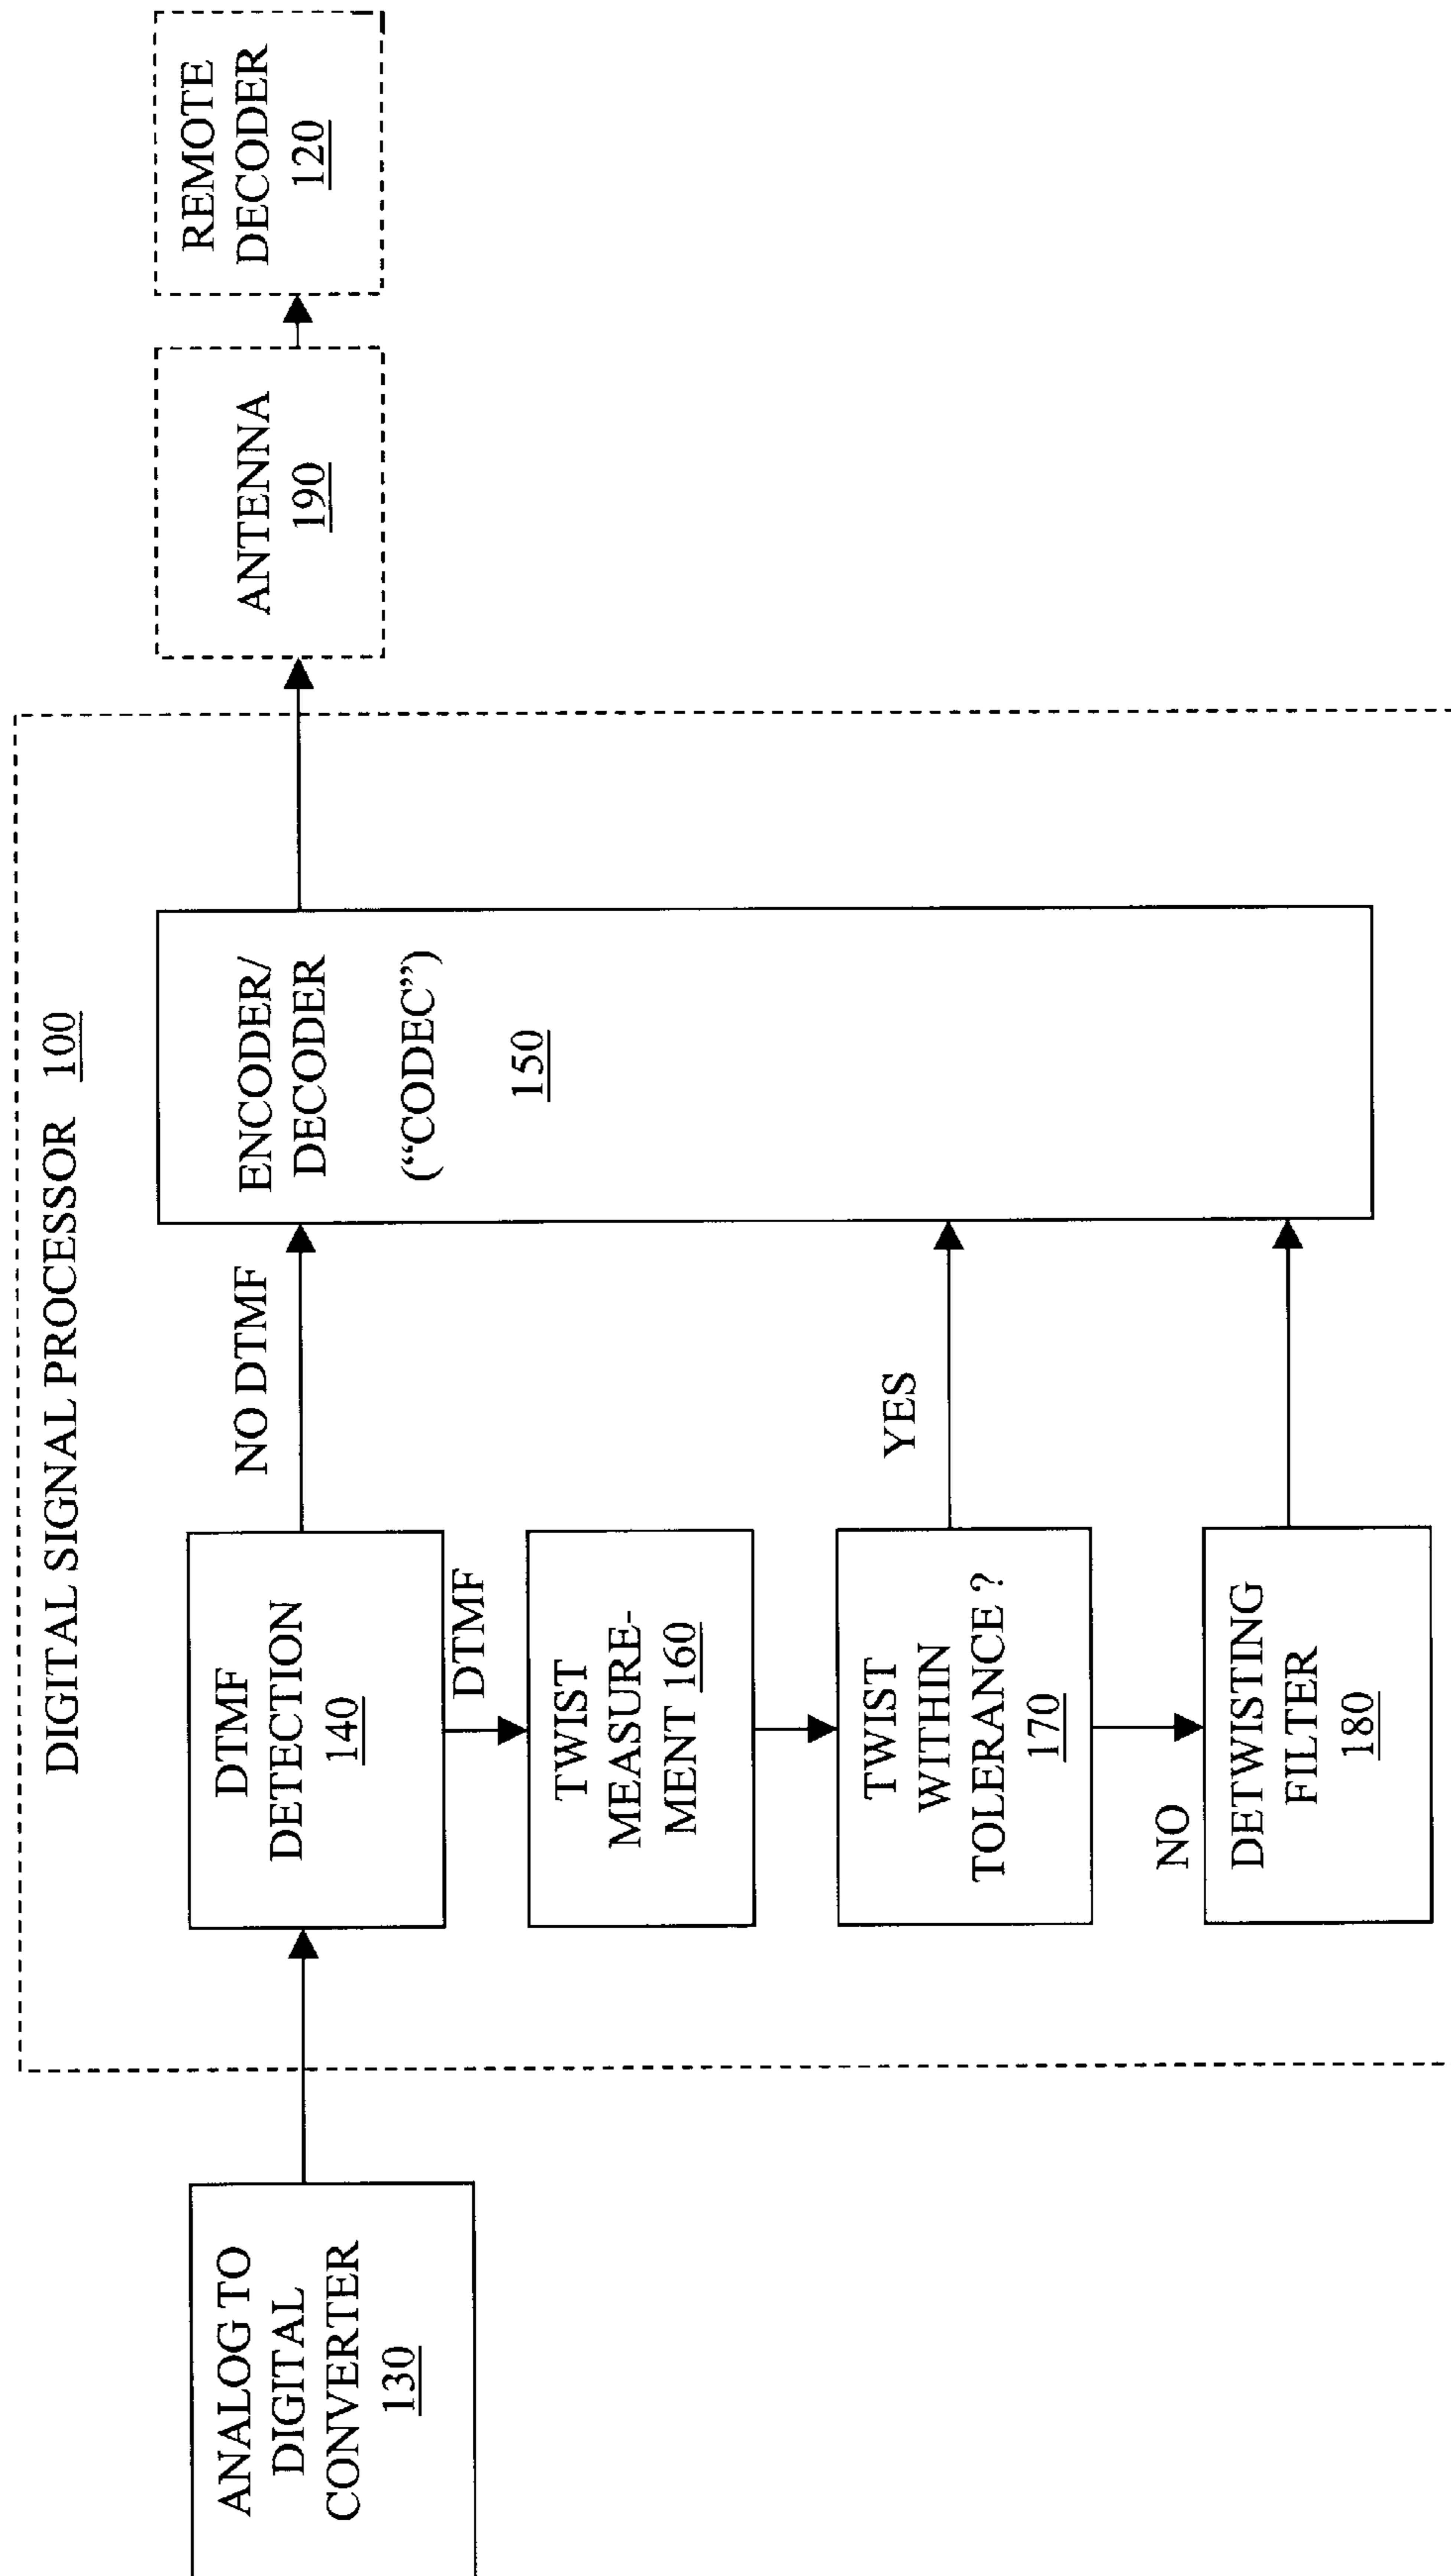 DIGITAL SIGNAL PROCESSOR 100
ANALOG TO
DIGITAL
CONVERTER
130
DTMF
DETECTION
140
NO DTMF
DTMF
TWIST
MEASURE-
MENT 160
TWIST
WITHIN
TOLERANCE ?
170
YES
NO
DETWISTING
FILTER
180
ENCODER/
DECODER
(“CODEC”)
150
ANTENNA
190
REMOTE
DECODER
120